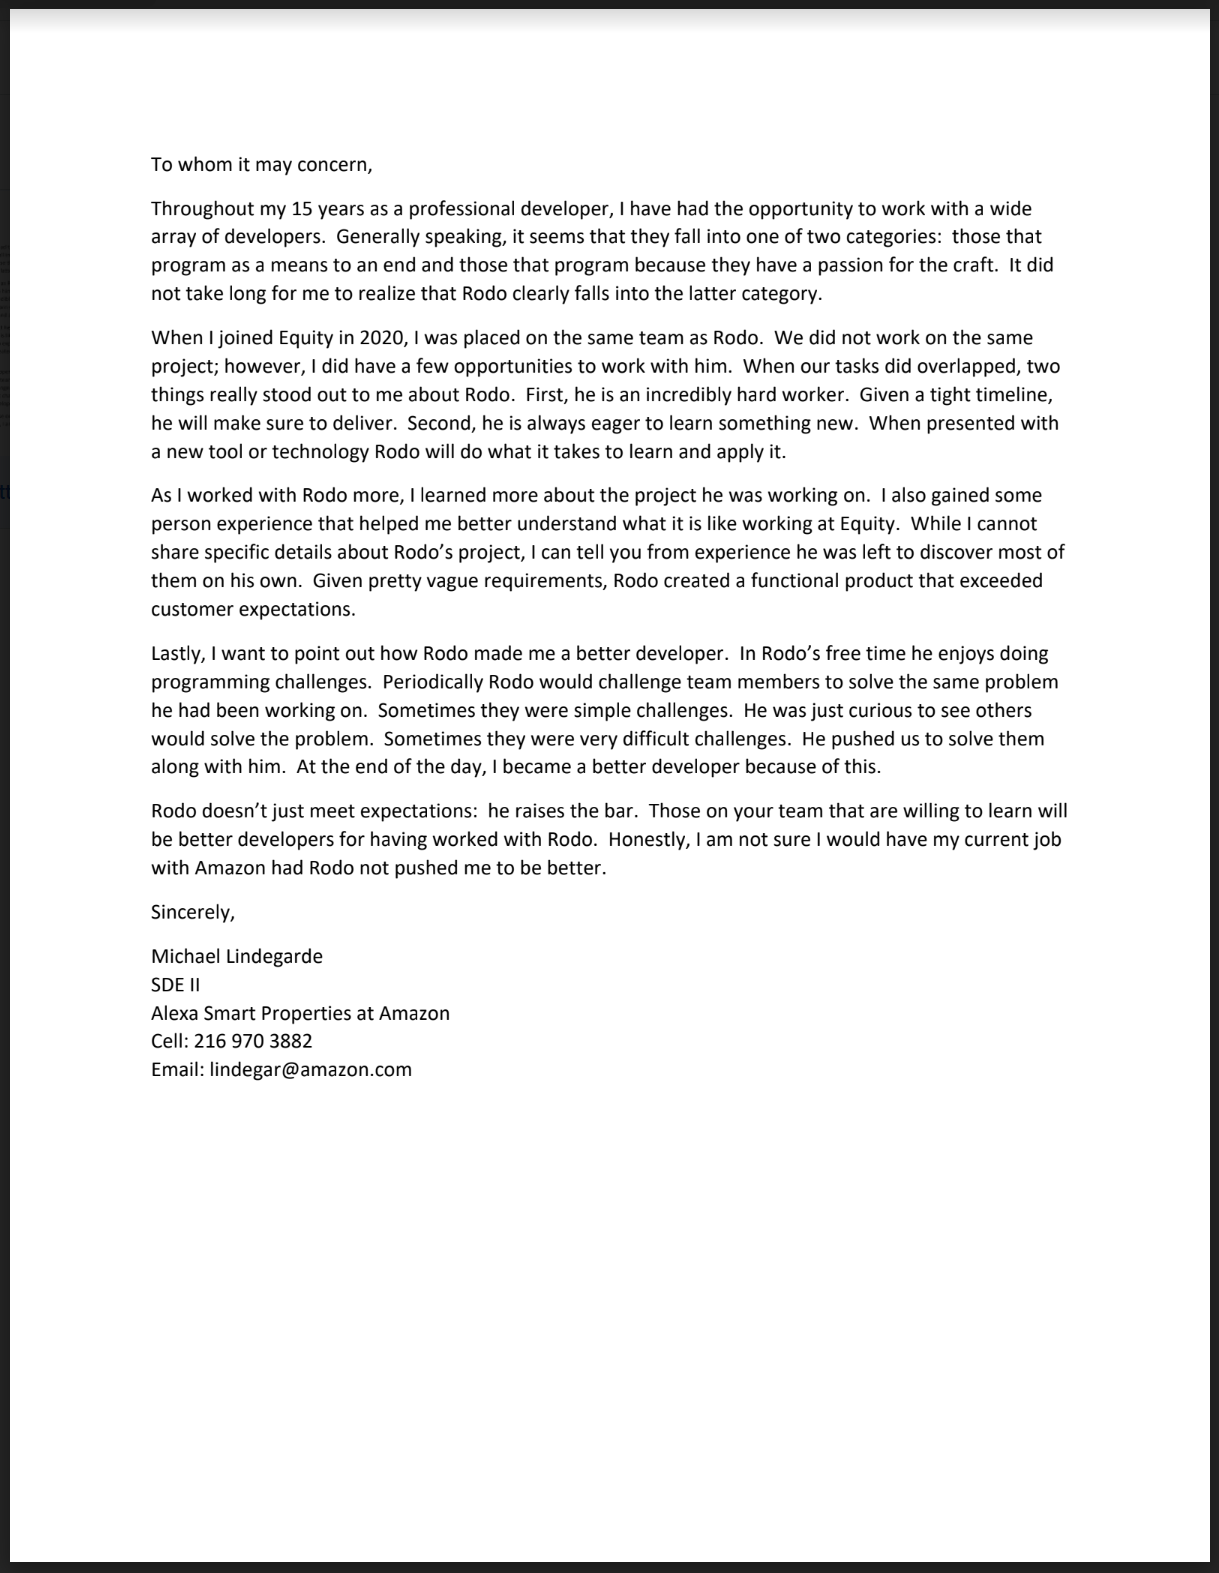 To whom it may concern,
Throughout my 15 years as a professional developer, I have had the opportunity to work with a wide
array of developers.  Generally speaking, it seems that they fall into one of two categories:  those that
program as a means to an end and those that program because they have a passion for the craft.  It did
not take long for me to realize that Rodo clearly falls into the latter category.
When I joined Equity in 2020, I was placed on the same team as Rodo.  We did not work on the same
project; however, I did have a few opportunities to work with him.  When our tasks did overlapped, two
things really stood out to me about Rodo.  First, he is an incredibly hard worker.  Given a tight timeline,
he will make sure to deliver.  Second, he is always eager to learn something new.  When presented with
a new tool or technology Rodo will do what it takes to learn and apply it.
As I worked with Rodo more, I learned more about the project he was working on.  I also gained some
person experience that helped me better understand what it is like working at Equity.  While I cannot
share specific details about Rodo’s project, I can tell you from experience he was left to discover most of
them on his own.  Given pretty vague requirements, Rodo created a functional product that exceeded
customer expectations.
Lastly, I want to point out how Rodo made me a better developer.  In Rodo’s free time he enjoys doing
programming challenges.  Periodically Rodo would challenge team members to solve the same problem
he had been working on.  Sometimes they were simple challenges.  He was just curious to see others
would solve the problem.  Sometimes they were very difficult challenges.  He pushed us to solve them
along with him.  At the end of the day, I became a better developer because of this.
Rodo doesn’t just meet expectations:  he raises the bar.  Those on your team that are willing to learn will
be better developers for having worked with Rodo.  Honestly, I am not sure I would have my current job
with Amazon had Rodo not pushed me to be better.
Sincerely,
Michael Lindegarde
SDE II
Alexa Smart Properties at Amazon
Cell: 216 970 3882
Email: lindegar@amazon.com